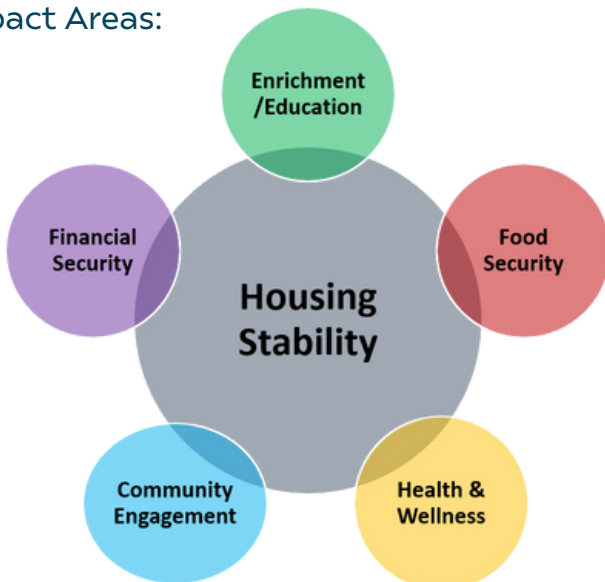 pact Areas:
Enrichment
/Education
Financial
Security
Food
Security
Housing
Stability
Community
Engagement
Health &
Wellness